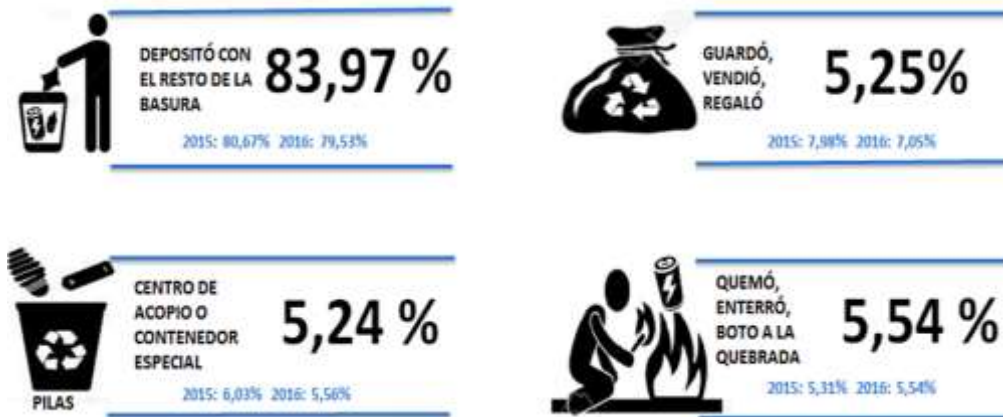 DEPOSITÓ CON
EL RESTO DE LA
BASURA
83,97 %
2015: 80,67% 2016: 79,53%
GUARDÓ,
VENDIÓ,
REGALÓ
5,25%
2015: 7,98% 2016: 7,05%
CENTRO DE
ACOPIO O
CONTENEDOR
ESPECIAL
5,24 %
2015: 6,03% 2016: 5,56%
PILAS
QUEMÓ,
ENTERRÓ,
BOTO A LA
QUEBRADA
5,54 %
2015: 5,31% 2016: 5,54%